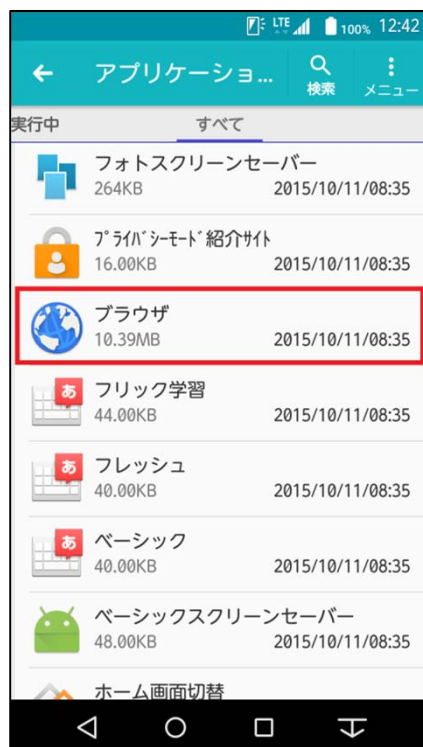 LTE 100% 12:42
アプリケーショ... 検索 メニュー
実行中 すべて
フォトスクリーンセーバー
264KB 2015/10/11/08:35
ﾌﾟﾗｲﾊﾞｼｰﾓｰﾄﾞ紹介ｻｲﾄ
16.00KB 2015/10/11/08:35
ブラウザ
10.39MB 2015/10/11/08:35
あ
フリック学習
44.00KB 2015/10/11/08:35
あ
フレッシュ
40.00KB 2015/10/11/08:35
あ
ベーシック
40.00KB 2015/10/11/08:35
ベーシックスクリーンセーバー
48.00KB 2015/10/11/08:35
ホーム画面切替